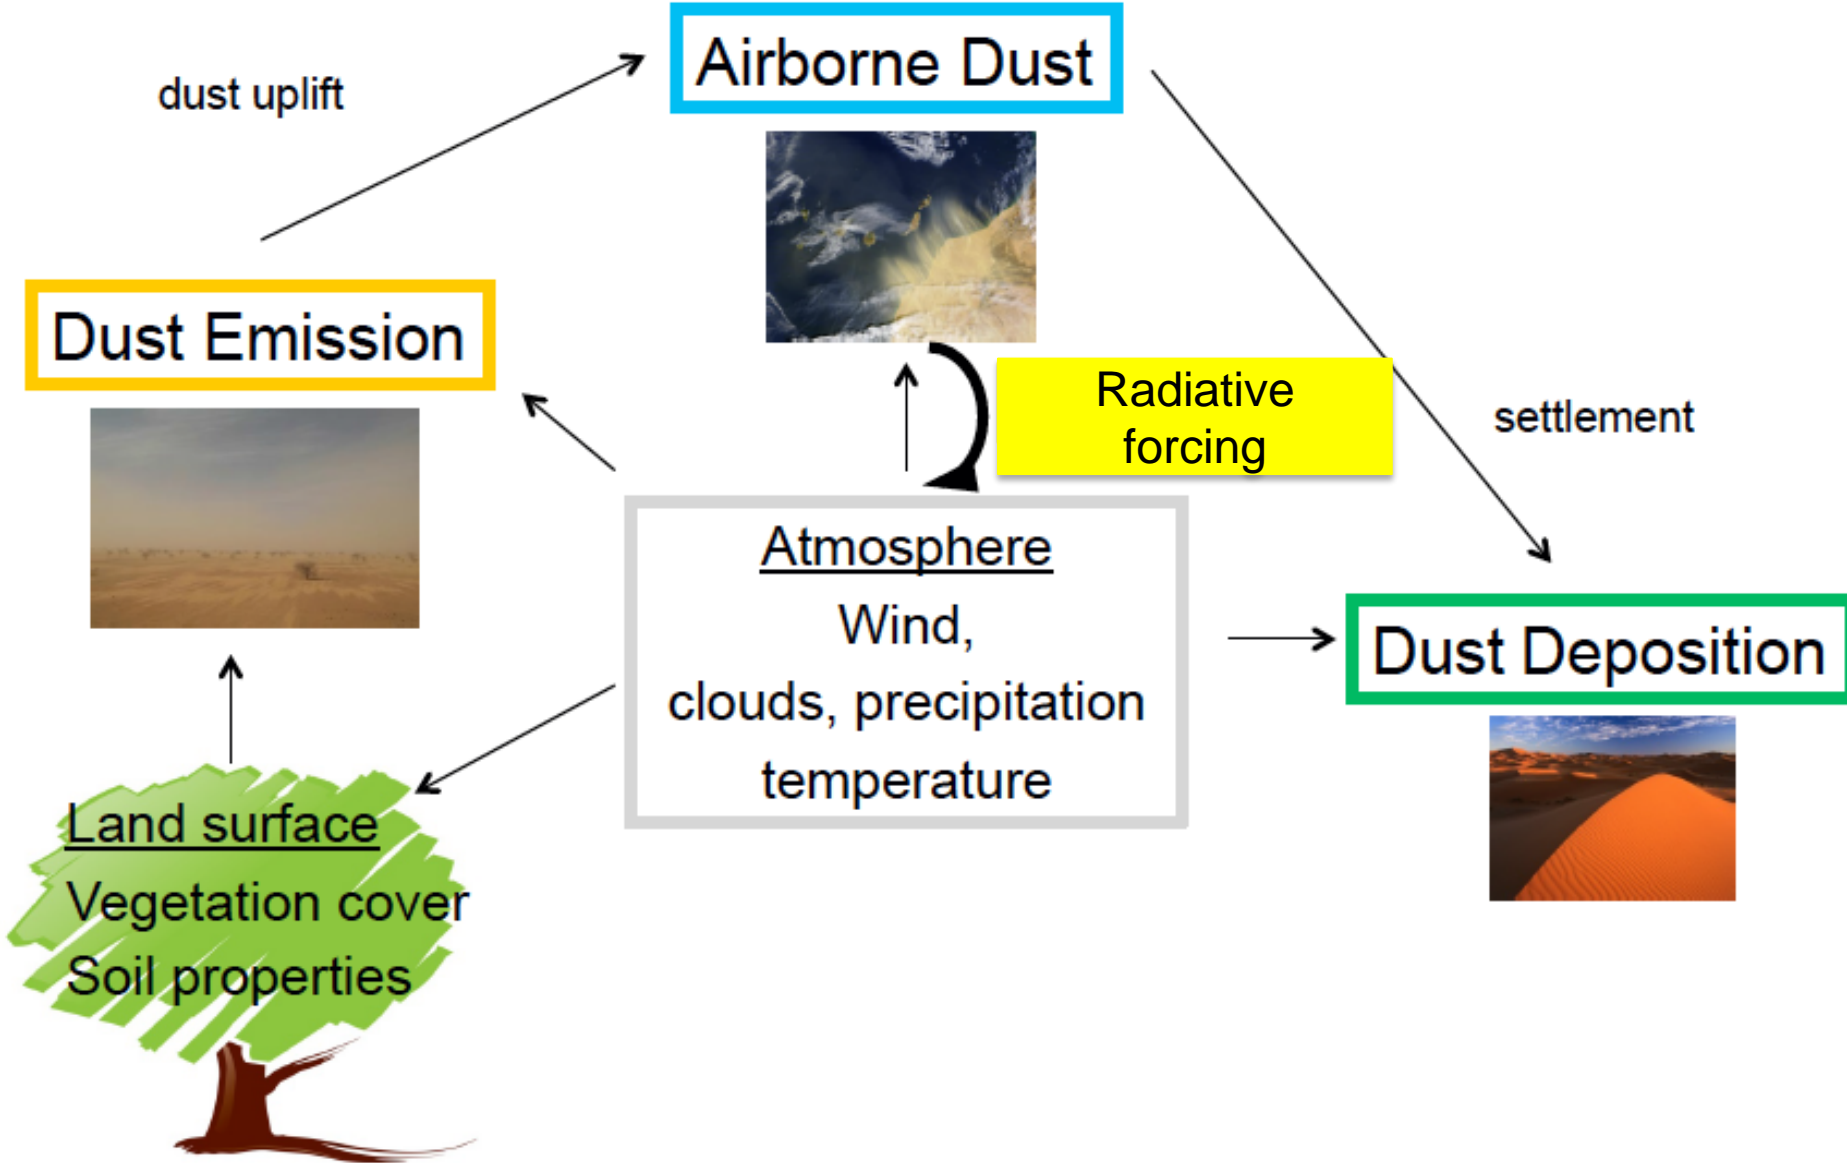 Airborne Dust
dust uplift
Dust Emission
Radiative
forcing
settlement
Atmosphere
Wind,
clouds, precipitation
temperature
Dust Deposition
Land surface
Vegetation cover
Soil properties